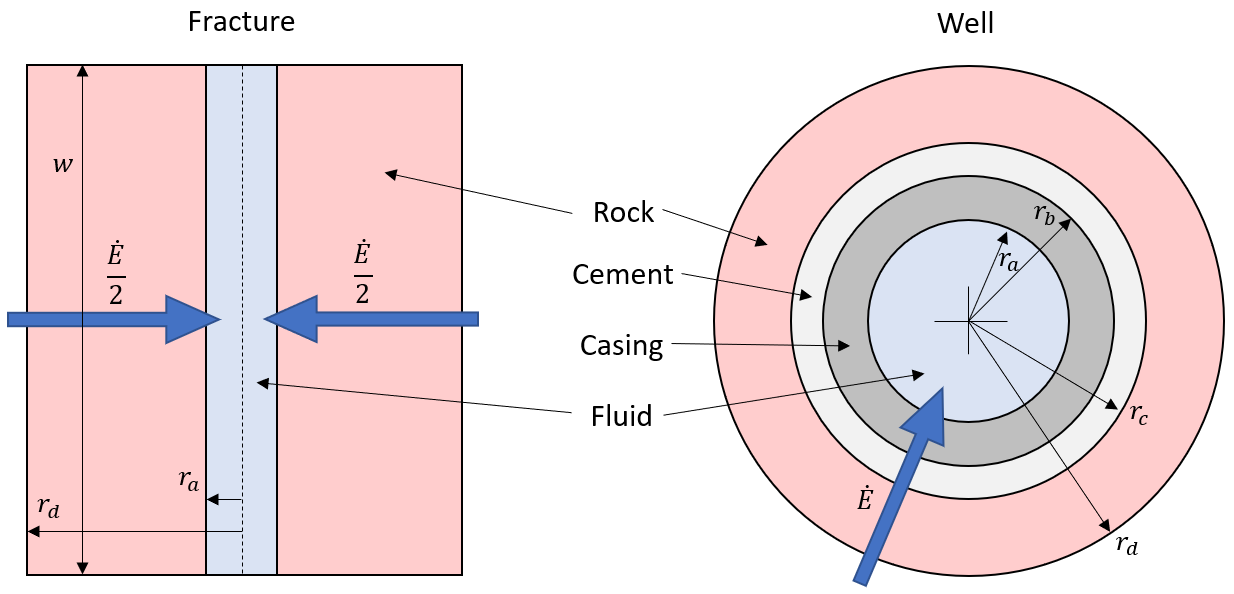 Fracture
Well
w
Ė/2
Ė/2
r_a
r_d
Rock
Cement
Casing
Fluid
r_b
r_a
r_c
Ė
r_d